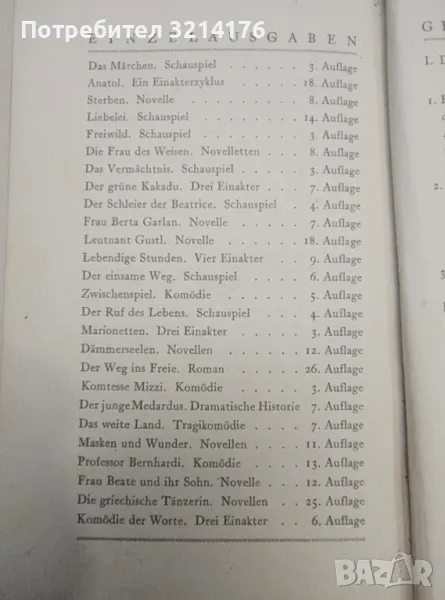 Потребител 3214176
EINZELAUSGABEN
Das Märchen. Schauspiel . . . . . . 3. Auflage
Anatol. Ein Einakterzyklus . . . . . 18. Auflage
Sterben. Novelle . . . . . . . . . 8. Auflage
Liebelei. Schauspiel . . . . . . . . 14. Auflage
Freiwild. Schauspiel . . . . . . . . 3. Auflage
Die Frau des Weisen. Novelletten . . 8. Auflage
Das Vermächtnis. Schauspiel . . . . 3. Auflage
Der grüne Kakadu. Drei Einakter . . 7. Auflage
Der Schleier der Beatrice. Schauspiel . 4. Auflage
Frau Berta Garlan. Novelle . . . . . 7. Auflage
Leutnant Gustl. Novelle . . . . . . 18. Auflage
Lebendige Stunden. Vier Einakter . . 9. Auflage
Der einsame Weg. Schauspiel . . . . 6. Auflage
Zwischenspiel. Komödie . . . . . . 5. Auflage
Der Ruf des Lebens. Schauspiel . . . 4. Auflage
Marionetten. Drei Einakter . . . . . 3. Auflage
Dämmerseelen. Novellen . . . . . . 12. Auflage
Der Weg ins Freie. Roman . . . . . 26. Auflage
Komtesse Mizzi. Komödie . . . . . 3. Auflage
Der junge Medardus. Dramatische Historie 7. Auflage
Das weite Land. Tragikomödie . . . 7. Auflage
Masken und Wunder. Novellen . . . 11. Auflage
Professor Bernhardi. Komödie . . . . 13. Auflage
Frau Beate und ihr Sohn. Novelle . . 12. Auflage
Die griechische Tänzerin. Novellen . . 25. Auflage
Komödie der Worte. Drei Einakter . . 6. Auflage
G
I. D
1.
2.
3
BAZAR